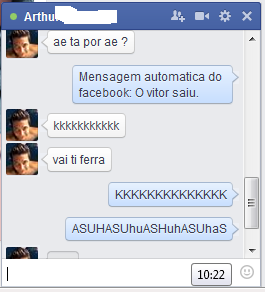 Arthu
ae ta por ae ?
Mensagem automatica do
facebook: O vitor saiu.
kkkkkkkkkkk
vai ti ferra
KKKKKKKKKKKKKK
ASUHASUhuASHuhASUhaS
10:22